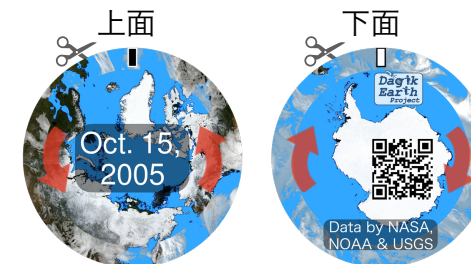 上面
下面
Oct. 15,
2005
Dagik
Earth
Project
Data by NASA,
NOAA & USGS